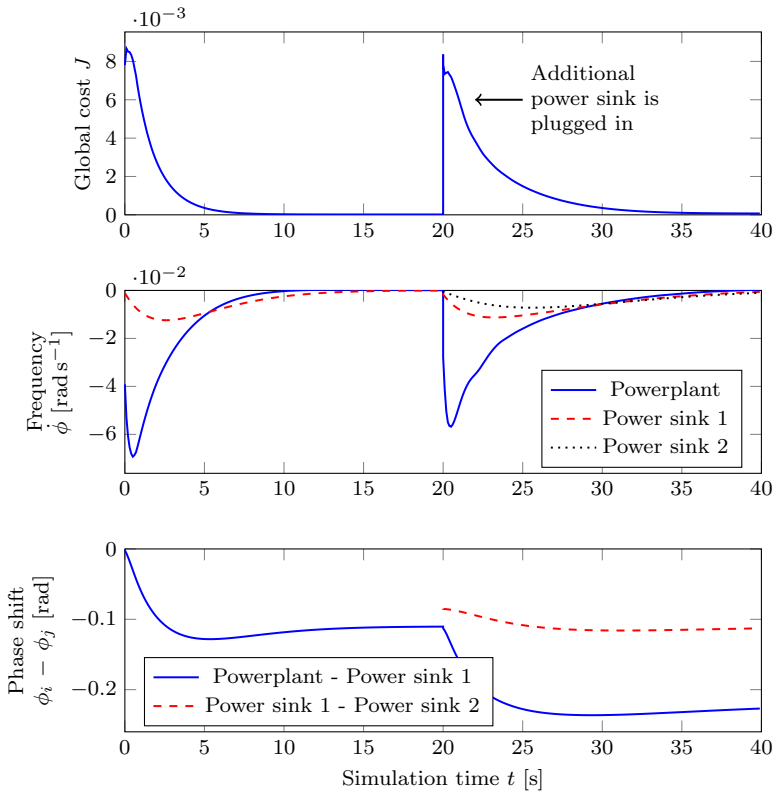 ·10⁻³
Global cost J
8
6
4
2
0
Additional
power sink is
plugged in
0 5 10 15 20 25 30 35 40
·10⁻²
Frequency
ϕ̇ [rad s⁻¹]
0
−2
−4
−6
Powerplant
Power sink 1
Power sink 2
0 5 10 15 20 25 30 35 40
Phase shift
ϕᵢ − ϕⱼ [rad]
0
−0.1
−0.2
Powerplant - Power sink 1
Power sink 1 - Power sink 2
0 5 10 15 20 25 30 35 40
Simulation time t [s]